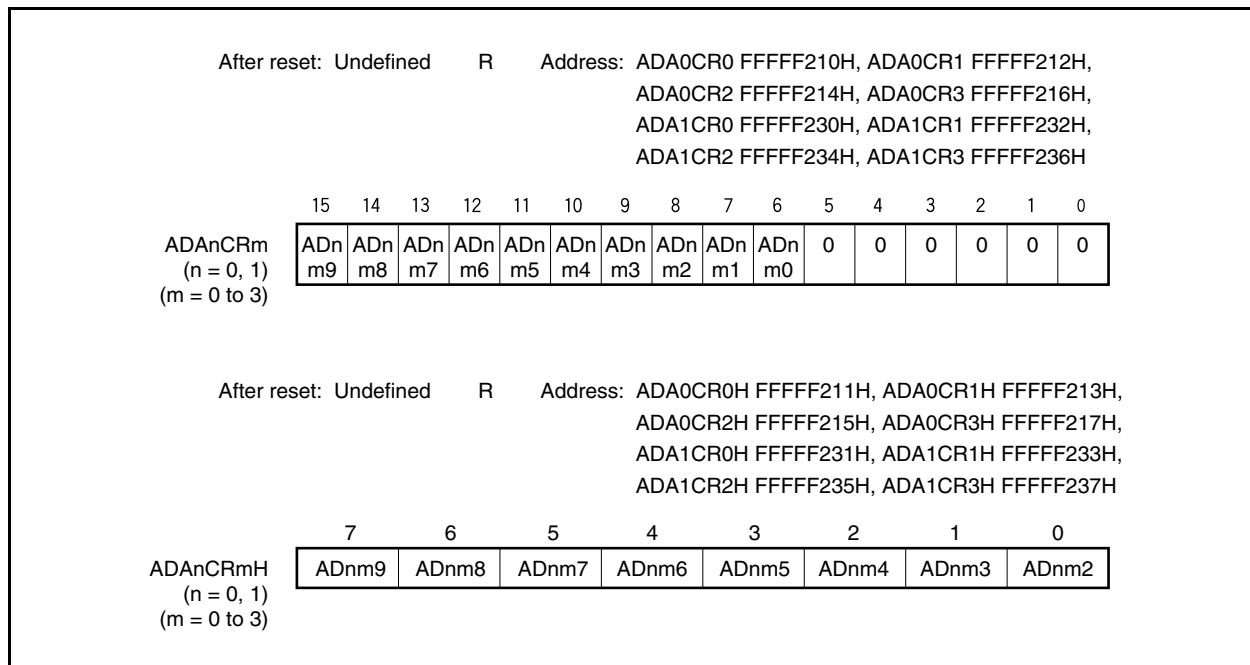 After reset: Undefined R Address: ADA0CR0 FFFFF210H, ADA0CR1 FFFFF212H,
ADA0CR2 FFFFF214H, ADA0CR3 FFFFF216H,
ADA1CR0 FFFFF230H, ADA1CR1 FFFFF232H,
ADA1CR2 FFFFF234H, ADA1CR3 FFFFF236H
15 14 13 12 11 10 9 8 7 6 5 4 3 2 1 0
ADAnCRm ADn ADn ADn ADn ADn ADn ADn ADn ADn ADn 0 0 0 0 0 0
(n = 0, 1) m9 m8 m7 m6 m5 m4 m3 m2 m1 m0
(m = 0 to 3)
After reset: Undefined R Address: ADA0CR0H FFFFF211H, ADA0CR1H FFFFF213H,
ADA0CR2H FFFFF215H, ADA0CR3H FFFFF217H,
ADA1CR0H FFFFF231H, ADA1CR1H FFFFF233H,
ADA1CR2H FFFFF235H, ADA1CR3H FFFFF237H
7 6 5 4 3 2 1 0
ADAnCRmH ADnm9 ADnm8 ADnm7 ADnm6 ADnm5 ADnm4 ADnm3 ADnm2
(n = 0, 1)
(m = 0 to 3)